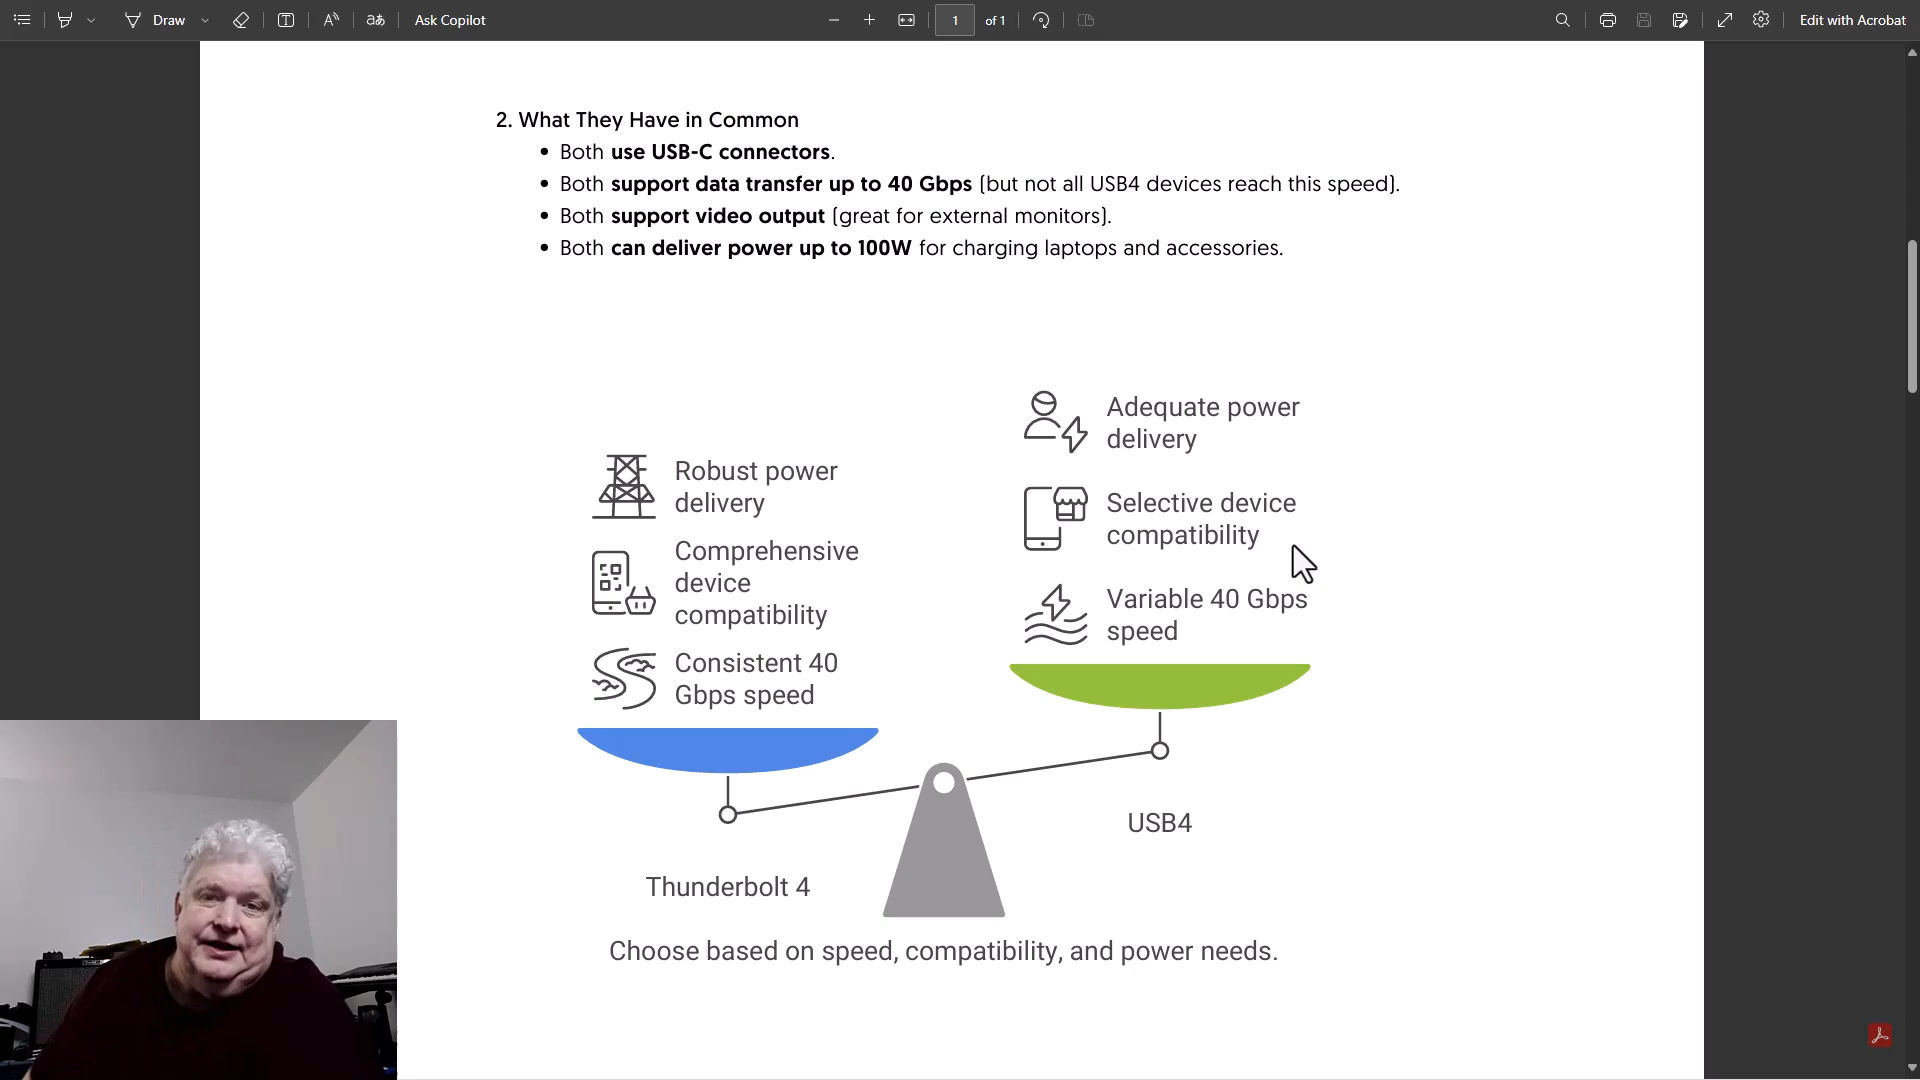 Draw
Ask Copilot
1 of 1
Edit with Acrobat
2. What They Have in Common
• Both use USB-C connectors.
• Both support data transfer up to 40 Gbps (but not all USB4 devices reach this speed).
• Both support video output (great for external monitors).
• Both can deliver power up to 100W for charging laptops and accessories.
Robust power
delivery
Comprehensive
device
compatibility
Consistent 40
Gbps speed
Adequate power
delivery
Selective device
compatibility
Variable 40 Gbps
speed
Thunderbolt 4
USB4
Choose based on speed, compatibility, and power needs.